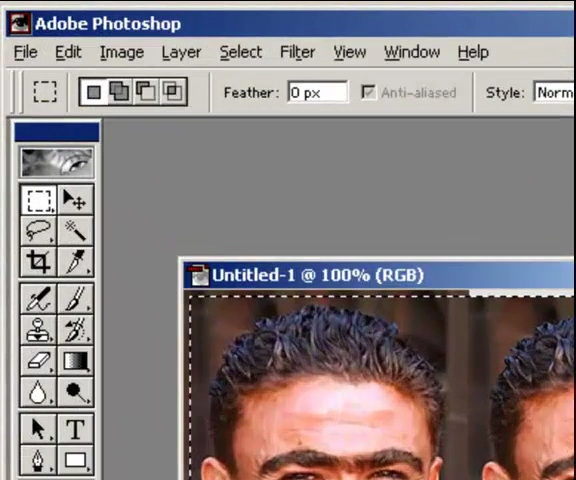 Adobe Photoshop
File Edit Image Layer Select Filter View Window Help
Feather: 0 px Anti-aliased Style: Norm
Untitled-1 @ 100% (RGB)
T